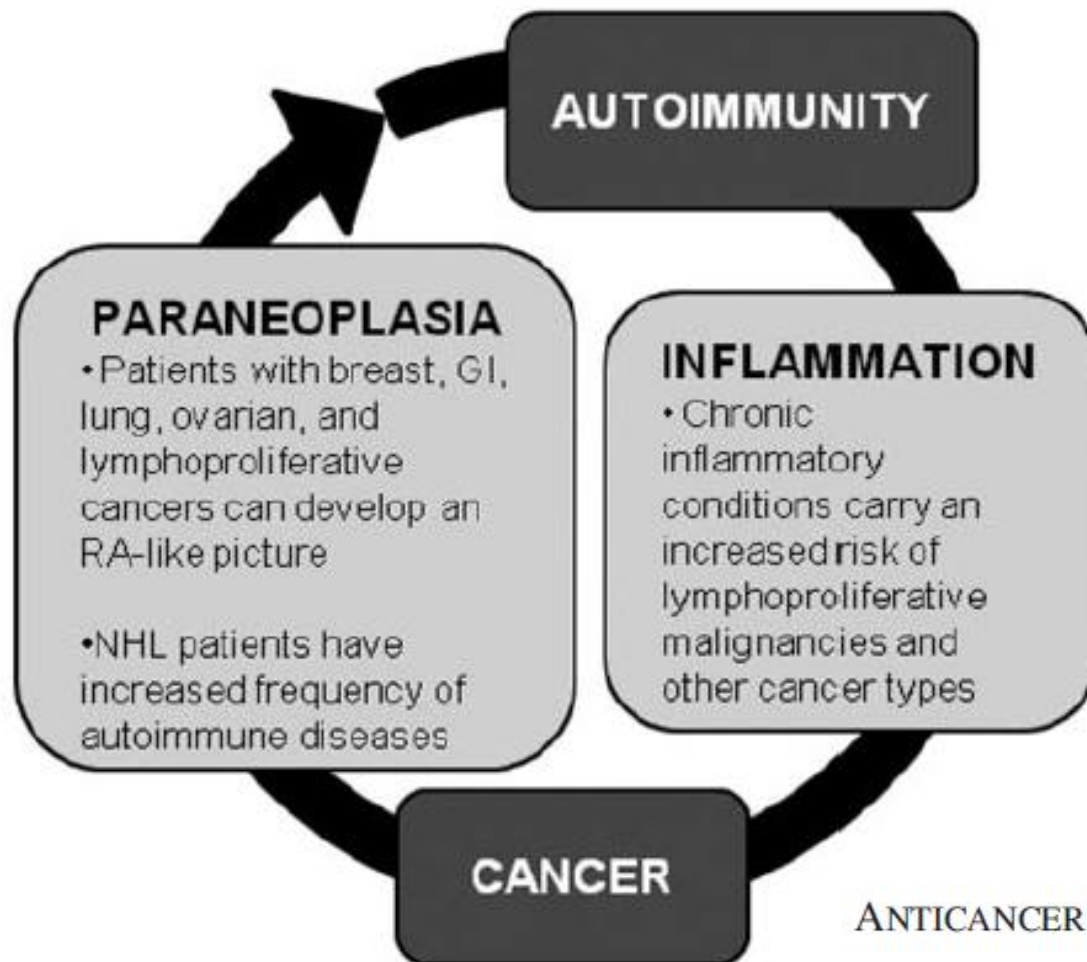 AUTOIMMUNITY
PARANEOPLASIA
•Patients with breast, GI,
lung, ovarian, and
lymphoproliferative
cancers can develop an
RA-like picture
•NHL patients have
increased frequency of
autoimmune diseases
INFLAMMATION
• Chronic
inflammatory
conditions carry an
increased risk of
lymphoproliferative
malignancies and
other cancer types
CANCER
ANTICANCER